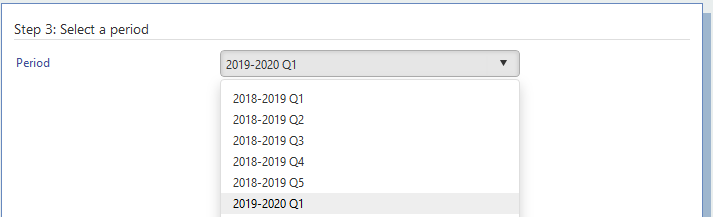 Step 3: Select a period
Period
2019-2020 Q1
2018-2019 Q1
2018-2019 Q2
2018-2019 Q3
2018-2019 Q4
2018-2019 Q5
2019-2020 Q1